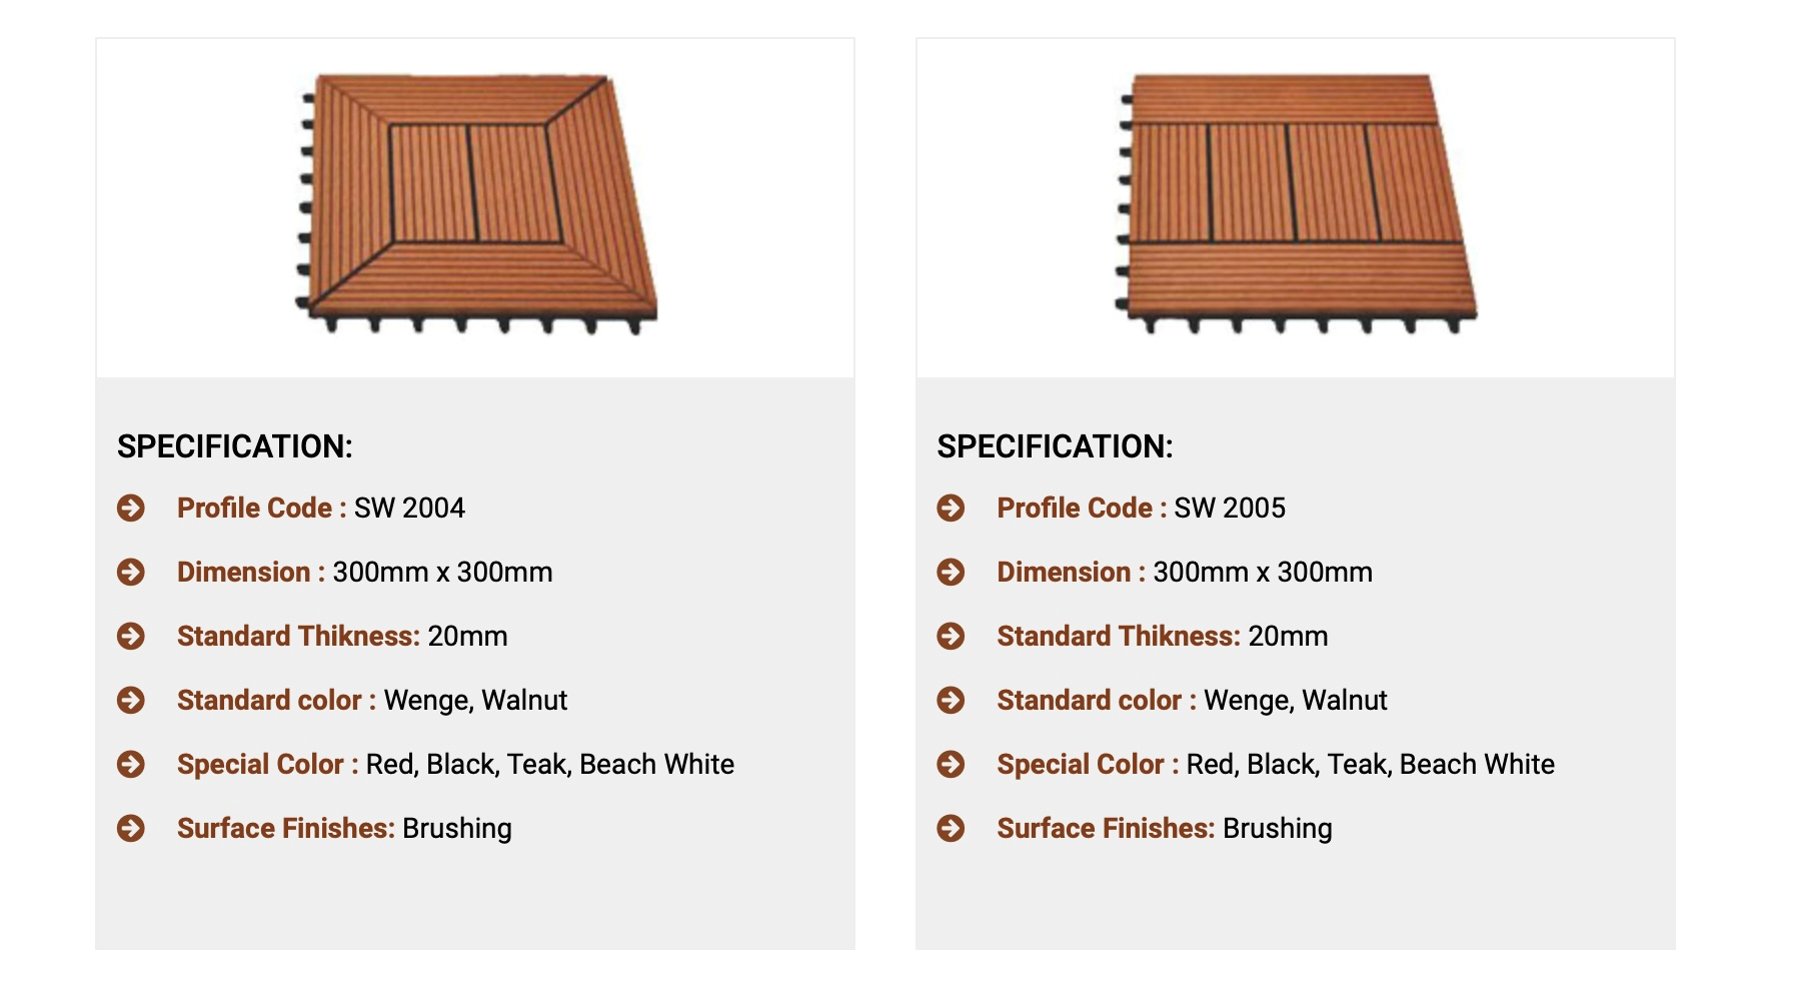 SPECIFICATION:
Profile Code : SW 2004
Dimension : 300mm x 300mm
Standard Thikness: 20mm
Standard color : Wenge, Walnut
Special Color : Red, Black, Teak, Beach White
Surface Finishes: Brushing
SPECIFICATION:
Profile Code : SW 2005
Dimension : 300mm x 300mm
Standard Thikness: 20mm
Standard color : Wenge, Walnut
Special Color : Red, Black, Teak, Beach White
Surface Finishes: Brushing